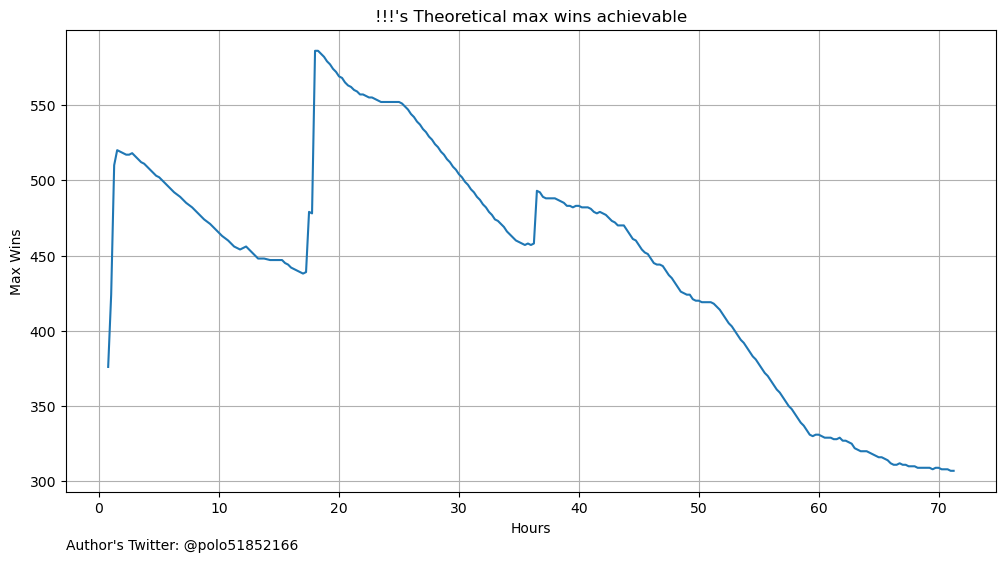 !!!'s Theoretical max wins achievable
550
500
450
400
350
300
Max Wins
0 10 20 30 40 50 60 70
Hours
Author's Twitter: @polo51852166